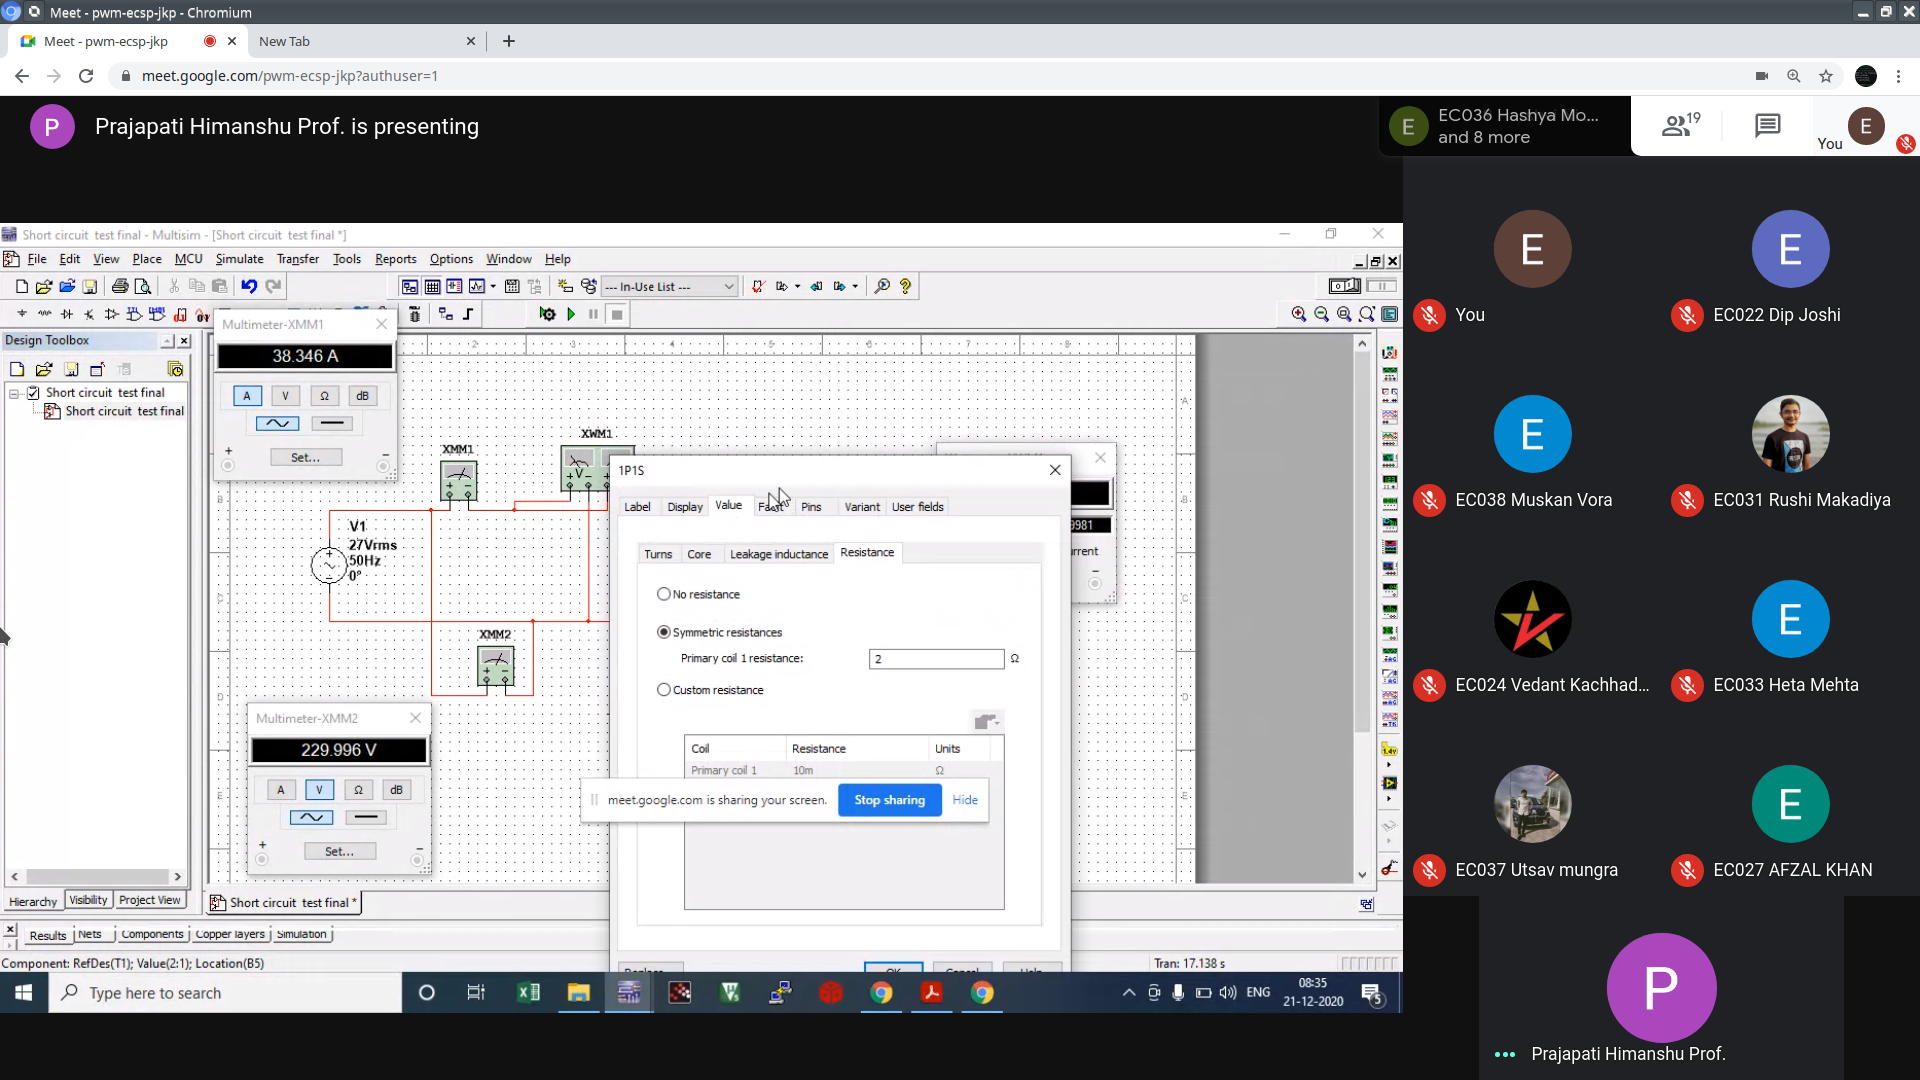 Meet - pwm-ecsp-jkp - Chromium
Meet - pwm-ecsp-jkp
New Tab
meet.google.com/pwm-ecsp-jkp?authuser=1
P
Prajapati Himanshu Prof. is presenting
E
EC036 Hashya Mo...
and 8 more
19
You
E
Short circuit test final - Multisim - [Short circuit test final *]
File Edit View Place MCU Simulate Transfer Tools Reports Options Window Help
--- In-Use List ---
Design Toolbox
Short circuit test final
Short circuit test final
Hierarchy Visibility Project View
Multimeter-XMM1
38.346 A
A V Ω dB
+ Set... −
XMM1
XWM1
V1
27Vrms
50Hz
0°
XMM2
Multimeter-XMM2
229.996 V
A V Ω dB
+ Set... −
1P1S
Label Display Value Fault Pins Variant User fields
Turns Core Leakage inductance Resistance
No resistance
Symmetric resistances
Primary coil 1 resistance: 2 Ω
Custom resistance
Coil Resistance Units
Primary coil 1 10m Ω
meet.google.com is sharing your screen. Stop sharing Hide
OK Cancel Help
Short circuit test final *
Results Nets Components Copper layers Simulation
Component: RefDes(T1); Value(2:1); Location(B5)
Tran: 17.138 s
Type here to search
ENG
08:35
21-12-2020
5
E
You
E
EC022 Dip Joshi
E
EC038 Muskan Vora
EC031 Rushi Makadiya
EC024 Vedant Kachhad...
E
EC033 Heta Mehta
EC037 Utsav mungra
E
EC027 AFZAL KHAN
P
Prajapati Himanshu Prof.